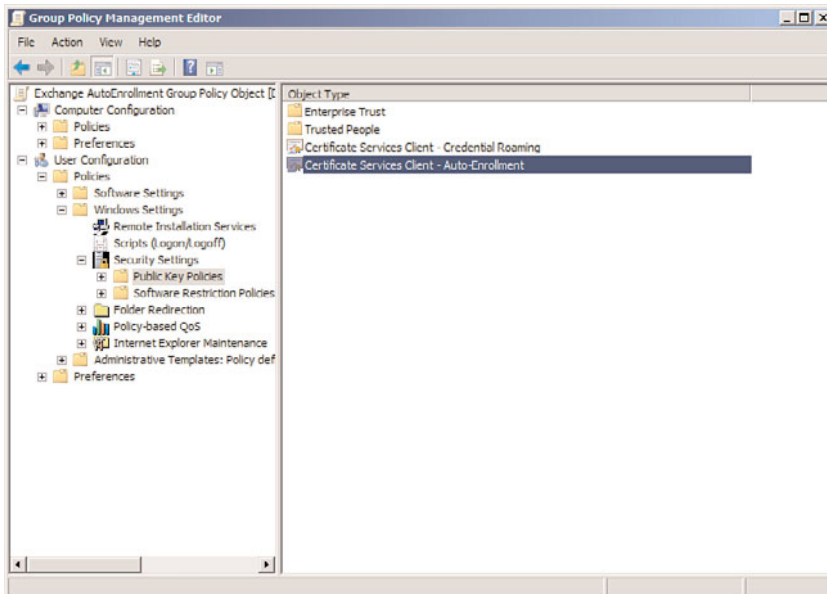 Group Policy Management Editor
File Action View Help
Exchange AutoEnrollment Group Policy Object [D
Computer Configuration
Policies
Preferences
User Configuration
Policies
Software Settings
Windows Settings
Remote Installation Services
Scripts (Logon/Logoff)
Security Settings
Public Key Policies
Software Restriction Policies
Folder Redirection
Policy-based QoS
Internet Explorer Maintenance
Administrative Templates: Policy def
Preferences
Object Type
Enterprise Trust
Trusted People
Certificate Services Client - Credential Roaming
Certificate Services Client - Auto-Enrollment